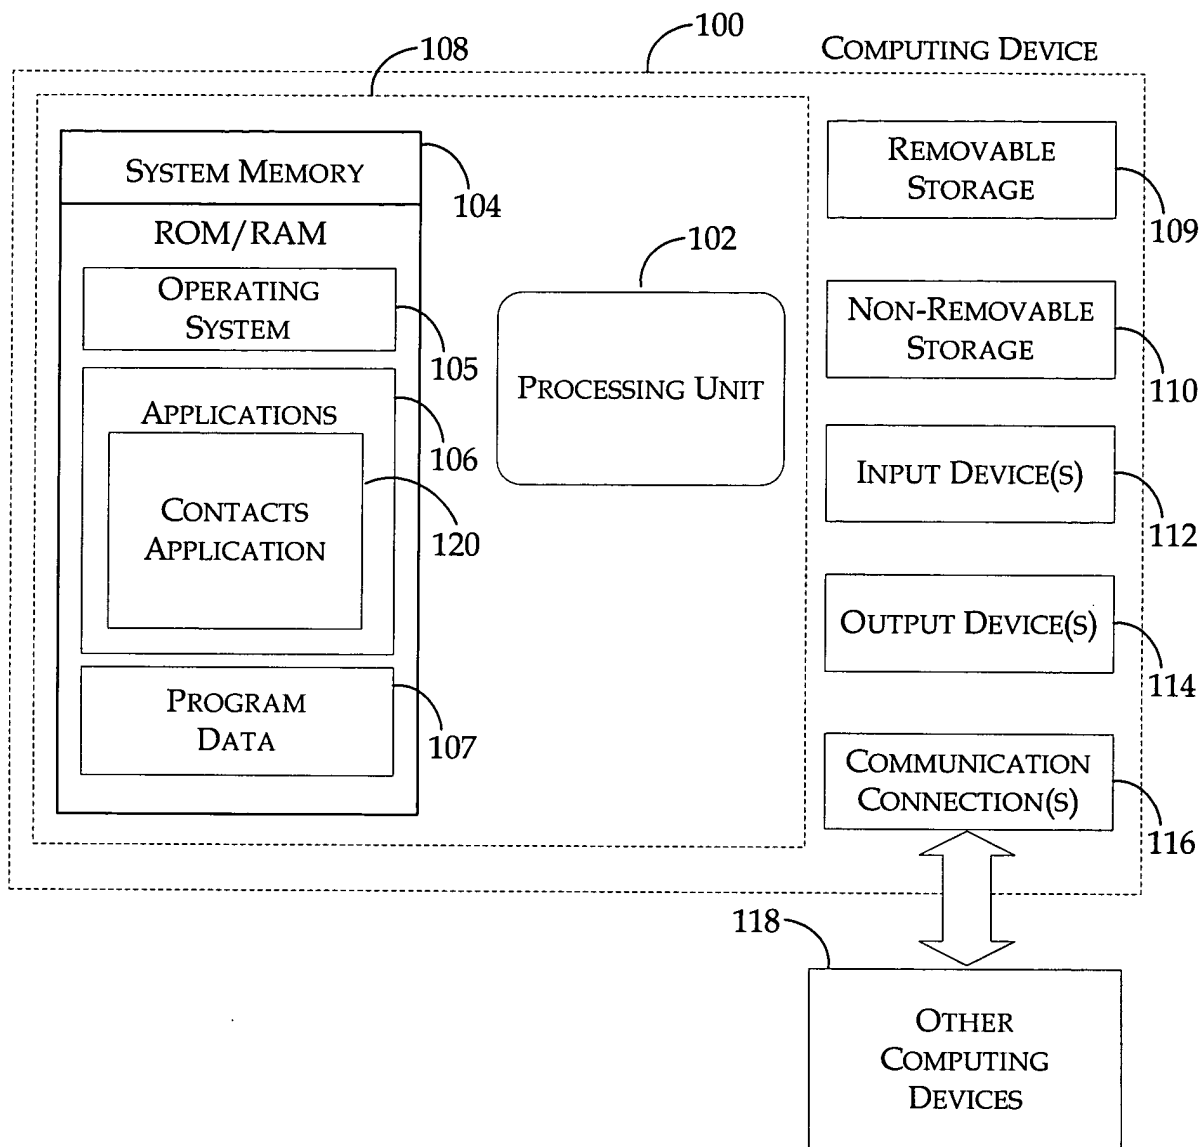 100
COMPUTING DEVICE
108
SYSTEM MEMORY
104
ROM/RAM
OPERATING
SYSTEM
105
APPLICATIONS
106
CONTACTS
APPLICATION
120
PROGRAM
DATA
107
102
PROCESSING UNIT
REMOVABLE
STORAGE
109
NON-REMOVABLE
STORAGE
110
INPUT DEVICE(S)
112
OUTPUT DEVICE(S)
114
COMMUNICATION
CONNECTION(S)
116
118
OTHER
COMPUTING
DEVICES